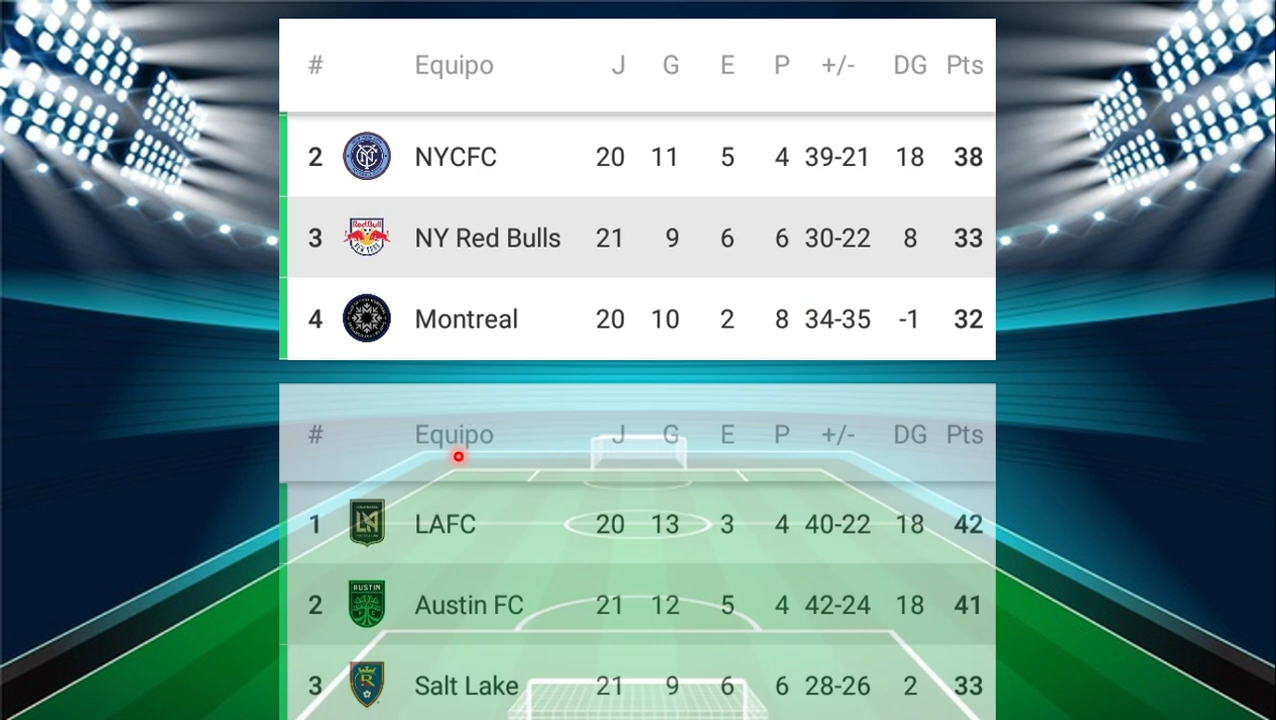 # Equipo J G E P +/- DG Pts
2 NYCFC 20 11 5 4 39-21 18 38
3 RedBull NY Red Bulls 21 9 6 6 30-22 8 33
4 Montreal 20 10 2 8 34-35 -1 32
# Equipo J G E P +/- DG Pts
1 LA LAFC 20 13 3 4 40-22 18 42
2 AUSTIN Austin FC 21 12 5 4 42-24 18 41
3 Salt Lake 21 9 6 6 28-26 2 33